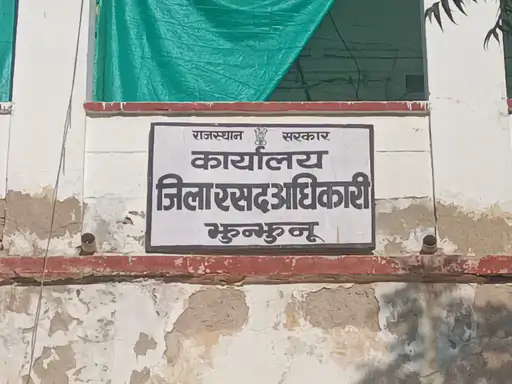 राजस्थान सरकार
कार्यालय
जिला रसद अधिकारी
झुन्झुनू